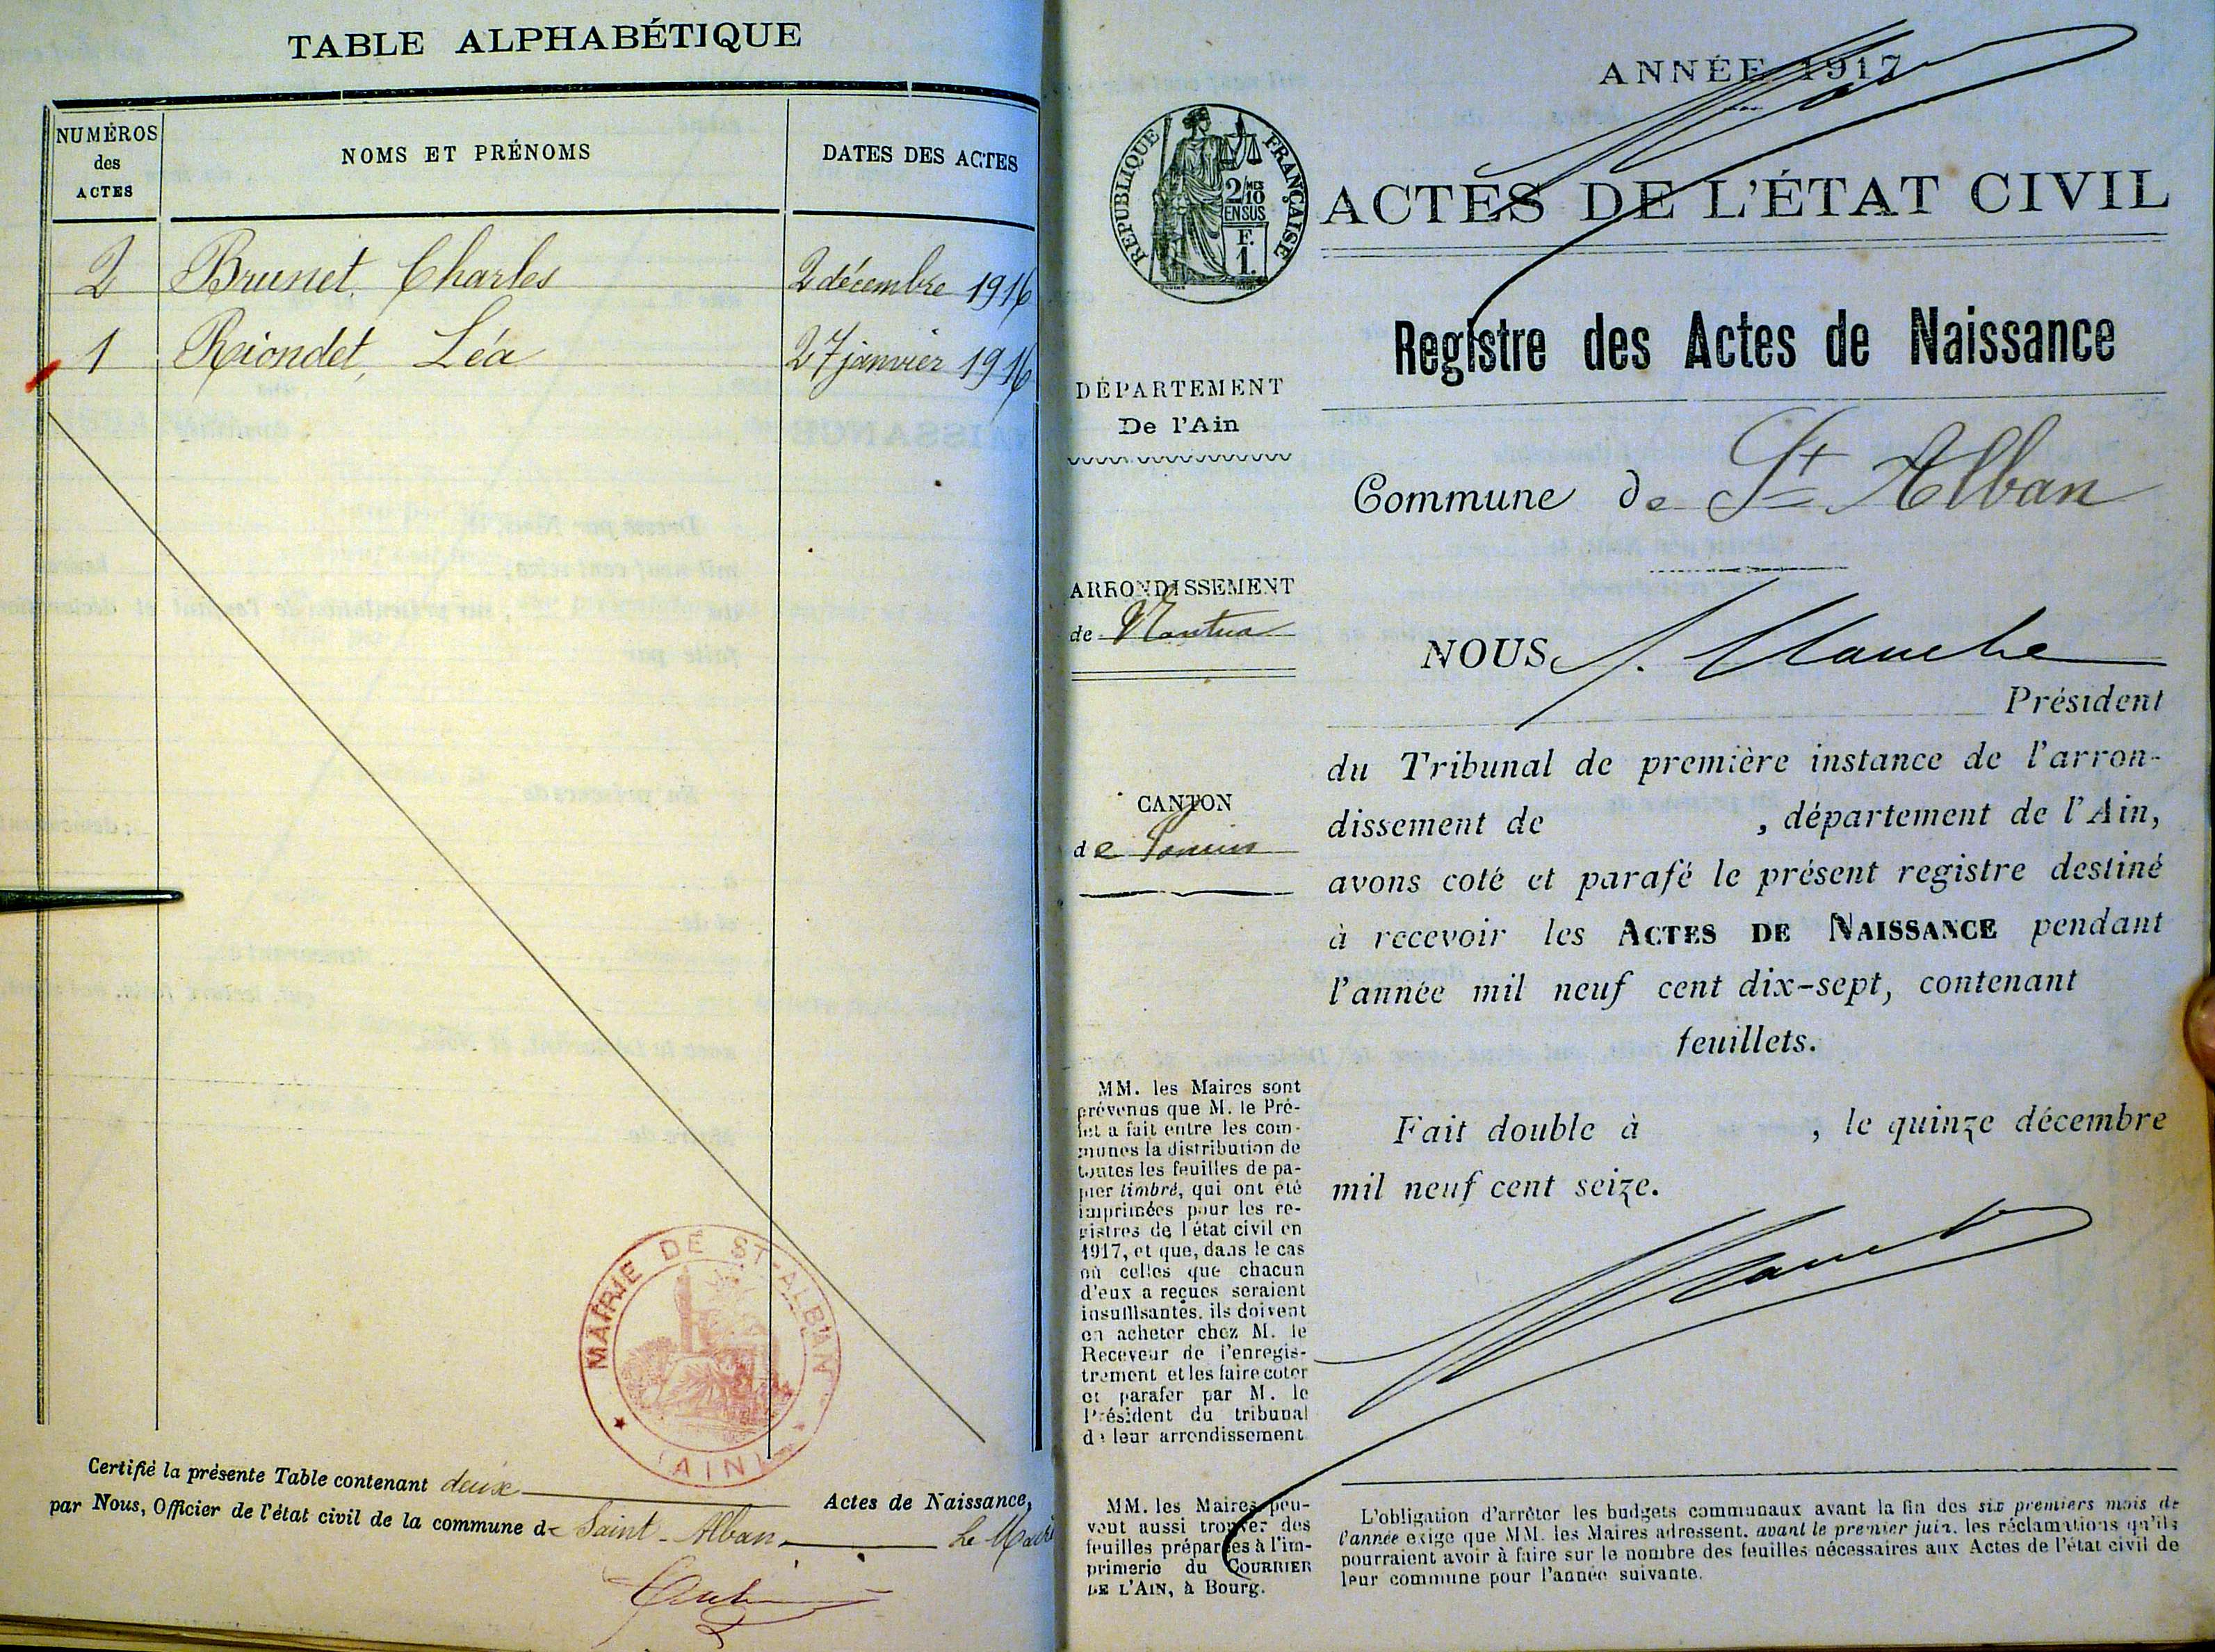 TABLE ALPHABÉTIQUE
NUMÉROS
des
ACTES
NOMS ET PRÉNOMS
DATES DES ACTES
2 Brunet, Charles 2 décembre 1916
1 Riondet, Léa 27 janvier 1916
MAIRIE DE ST-ALBAN
(AIN)
Certifié la présente Table contenant deux Actes de Naissance,
par Nous, Officier de l'état civil de la commune de Saint-Alban Le Maire
ANNÉE 1917
RÉPUBLIQUE FRANÇAISE
2/10 MES
EN SUS
F.
1.
ACTES DE L'ÉTAT CIVIL
Registre des Actes de Naissance
DÉPARTEMENT
De l'Ain
Commune de St Alban
ARRONDISSEMENT
de Nantua
NOUS,
Président
du Tribunal de première instance de l'arron-
dissement de , département de l'Ain,
CANTON
de Poncin
avons coté et parafé le présent registre destiné
à recevoir les ACTES DE NAISSANCE pendant
l'année mil neuf cent dix-sept, contenant
feuillets.
Fait double à , le quinze décembre
mil neuf cent seize.
MM. les Maires sont
prévenus que M. le Pré-
fet a fait entre les com-
munes la distribution de
toutes les feuilles de pa-
pier timbré, qui ont été
imprimées pour les re-
gistres de l'état civil en
1917, et que, dans le cas
où celles que chacun
d'eux a reçues seraient
insuffisantes, ils doivent
en acheter chez M. le
Receveur de l'enregis-
trement et les faire coter
et parafer par M. le
Président du tribunal
de leur arrondissement
MM. les Maires peu-
vent aussi trouver des
feuilles préparées à l'im-
primerie du COURRIER
DE L'AIN, à Bourg.
L'obligation d'arrêter les budgets communaux avant la fin des six premiers mois de
l'année exige que MM. les Maires adressent, avant le premier juin, les réclamations qu'ils
pourraient avoir à faire sur le nombre des feuilles nécessaires aux Actes de l'état civil de
leur commune pour l'année suivante.